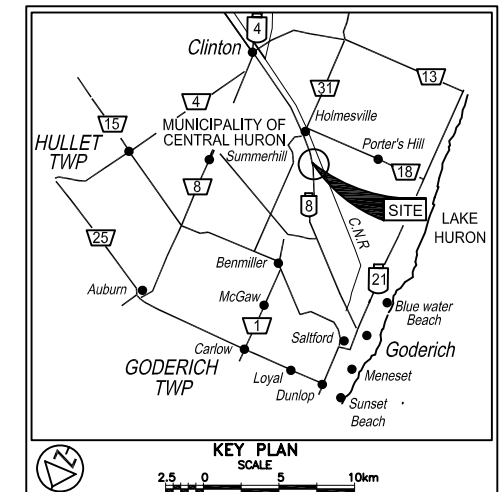 4
Clinton
4
31
13
15
MUNICIPALITY OF
CENTRAL HURON
Holmesville
HULLET
TWP
Summerhill
Porter's Hill
18
8
8
SITE
LAKE
HURON
C.N.R
25
21
Benmiller
Auburn
McGaw
Blue water
Beach
1
Saltford
Goderich
Carlow
GODERICH
TWP
Loyal
Meneset
Dunlop
Sunset
Beach
KEY PLAN
SCALE
2.5 0 5 10km
N